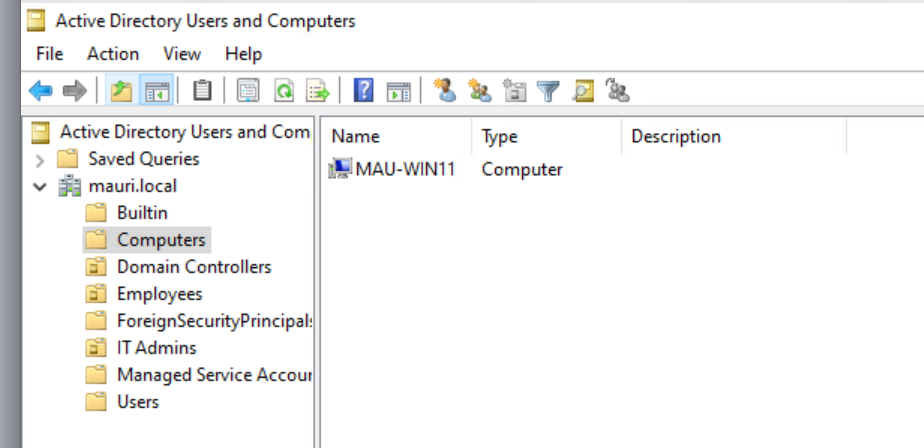 Active Directory Users and Computers
File Action View Help
Active Directory Users and Com
Saved Queries
mauri.local
Builtin
Computers
Domain Controllers
Employees
ForeignSecurityPrincipals
IT Admins
Managed Service Accour
Users
Name Type Description
MAU-WIN11 Computer